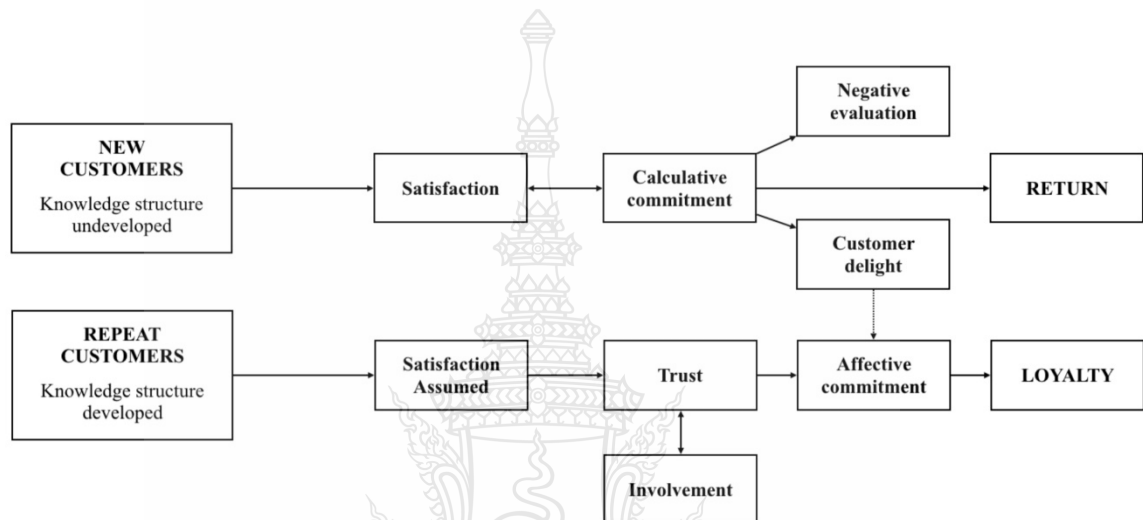 NEW
CUSTOMERS
Knowledge structure
undeveloped
Satisfaction
Calculative
commitment
Negative
evaluation
RETURN
Customer
delight
REPEAT
CUSTOMERS
Knowledge structure
developed
Satisfaction
Assumed
Trust
Affective
commitment
LOYALTY
Involvement